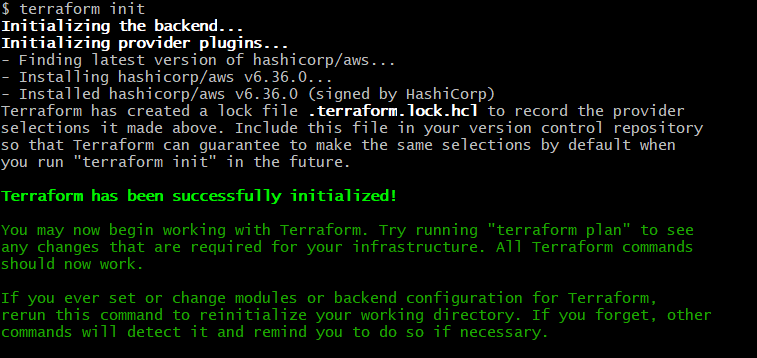 $ terraform init
Initializing the backend...
Initializing provider plugins...
- Finding latest version of hashicorp/aws...
- Installing hashicorp/aws v6.36.0...
- Installed hashicorp/aws v6.36.0 (signed by HashiCorp)
Terraform has created a lock file .terraform.lock.hcl to record the provider
selections it made above. Include this file in your version control repository
so that Terraform can guarantee to make the same selections by default when
you run "terraform init" in the future.
Terraform has been successfully initialized!
You may now begin working with Terraform. Try running "terraform plan" to see
any changes that are required for your infrastructure. All Terraform commands
should now work.
If you ever set or change modules or backend configuration for Terraform,
rerun this command to reinitialize your working directory. If you forget, other
commands will detect it and remind you to do so if necessary.